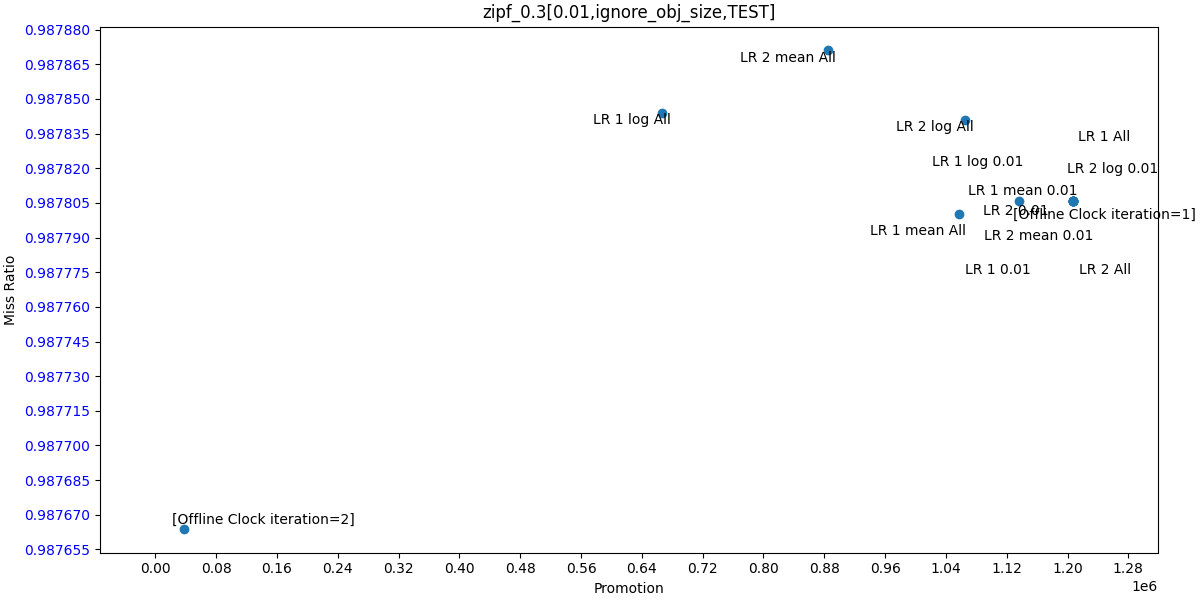 zipf_0.3[0.01,ignore_obj_size,TEST]
0.987880
0.987865
0.987850
0.987835
0.987820
0.987805
0.987790
0.987775
0.987760
0.987745
0.987730
0.987715
0.987700
0.987685
0.987670
0.987655
Miss Ratio
LR 2 mean All
LR 1 log All
LR 2 log All
LR 1 All
LR 1 log 0.01
LR 2 log 0.01
LR 1 mean 0.01
LR 2 0.01
[Offline Clock iteration=1]
LR 1 mean All
LR 2 mean 0.01
LR 1 0.01
LR 2 All
[Offline Clock iteration=2]
0.00 0.08 0.16 0.24 0.32 0.40 0.48 0.56 0.64 0.72 0.80 0.88 0.96 1.04 1.12 1.20 1.28
1e6
Promotion